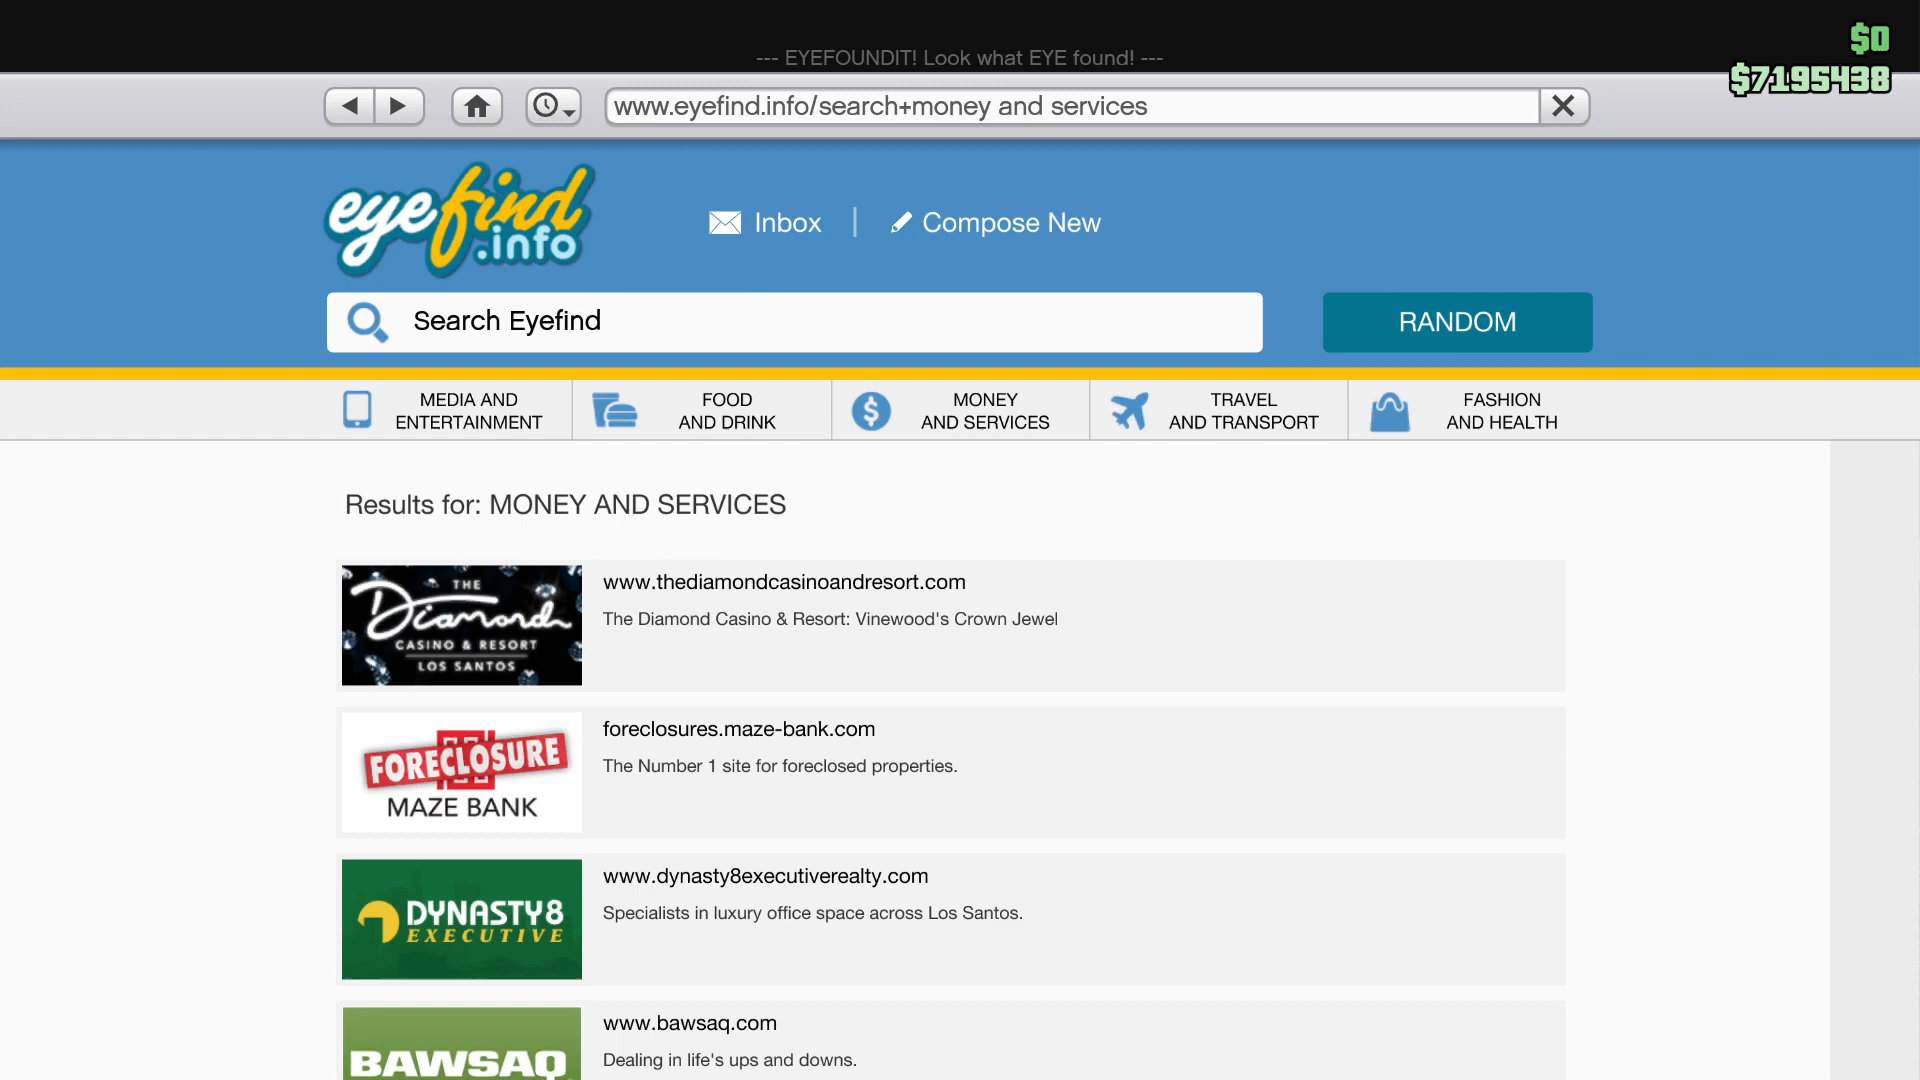 $0
--- EYEFOUNDIT! Look what EYE found! ---
$7195438
www.eyefind.info/search+money and services
eyefind
.info
Inbox
Compose New
Search Eyefind
RANDOM
MEDIA AND
ENTERTAINMENT
FOOD
AND DRINK
MONEY
AND SERVICES
TRAVEL
AND TRANSPORT
FASHION
AND HEALTH
Results for: MONEY AND SERVICES
THE
Diamond
CASINO & RESORT
LOS SANTOS
www.thediamondcasinoandresort.com
The Diamond Casino & Resort: Vinewood's Crown Jewel
FORECLOSURE
MAZE BANK
foreclosures.maze-bank.com
The Number 1 site for foreclosed properties.
DYNASTY8
EXECUTIVE
www.dynasty8executiverealty.com
Specialists in luxury office space across Los Santos.
BAWSAQ
www.bawsaq.com
Dealing in life's ups and downs.